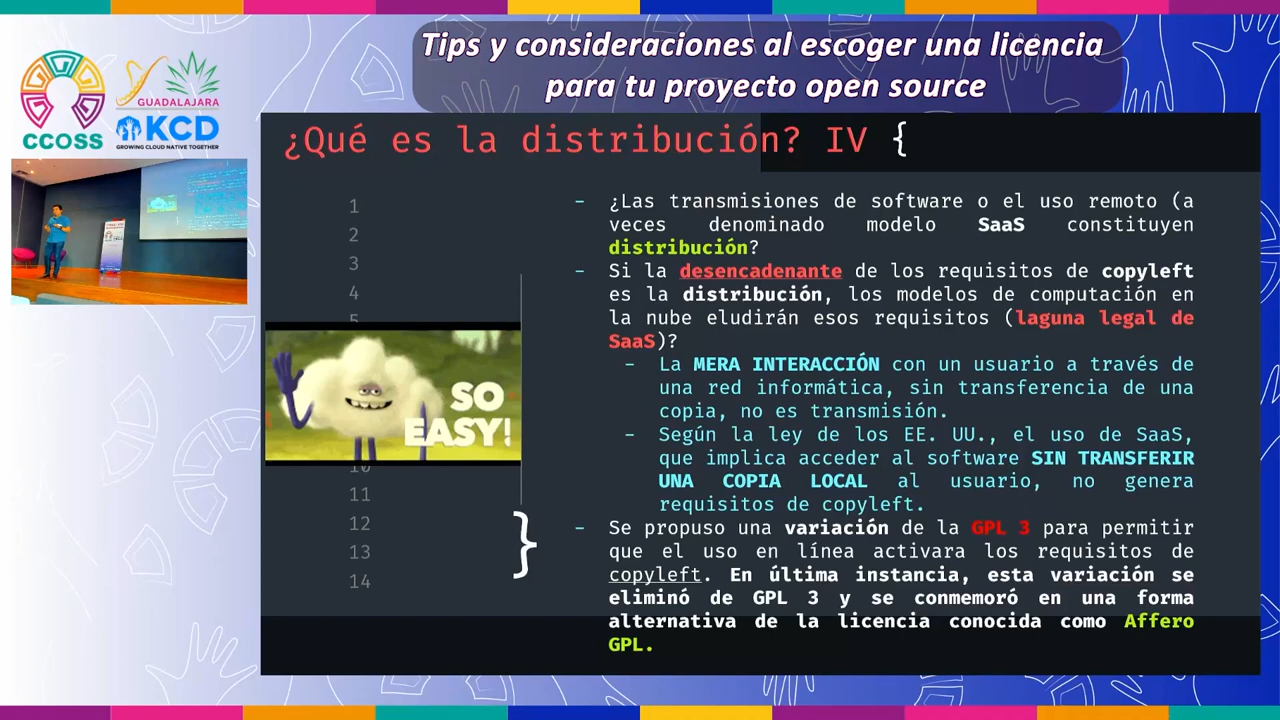 Tips y consideraciones al escoger una licencia
para tu proyecto open source
CCOSS
GUADALAJARA
KCD
GROWING CLOUD NATIVE TOGETHER
¿Qué es la distribución? IV {
1
2
3
4
5
10
11
12
13
14
}
SO
EASY!
- ¿Las transmisiones de software o el uso remoto (a
veces denominado modelo SaaS constituyen
distribución?
- Si la desencadenante de los requisitos de copyleft
es la distribución, los modelos de computación en
la nube eludirán esos requisitos (laguna legal de
SaaS)?
- La MERA INTERACCIÓN con un usuario a través de
una red informática, sin transferencia de una
copia, no es transmisión.
- Según la ley de los EE. UU., el uso de SaaS,
que implica acceder al software SIN TRANSFERIR
UNA COPIA LOCAL al usuario, no genera
requisitos de copyleft.
- Se propuso una variación de la GPL 3 para permitir
que el uso en línea activara los requisitos de
copyleft. En última instancia, esta variación se
eliminó de GPL 3 y se conmemoró en una forma
alternativa de la licencia conocida como Affero
GPL.